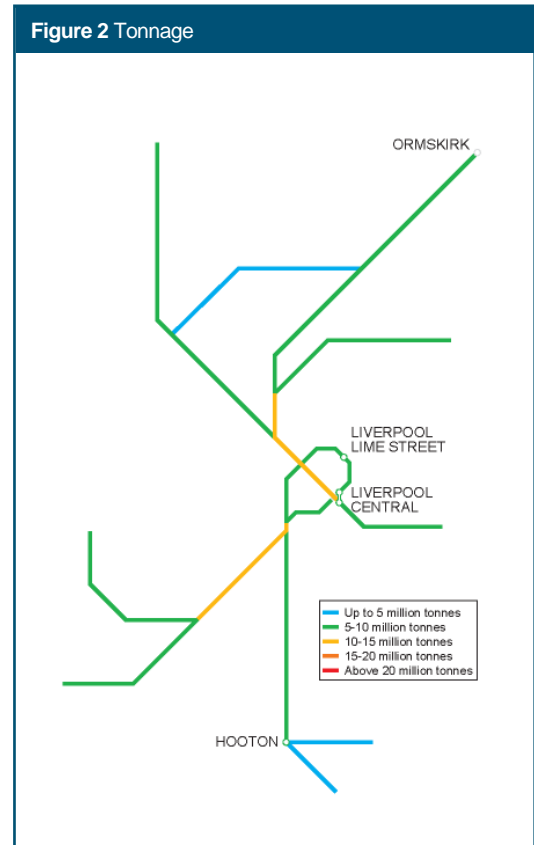 Figure 2 Tonnage
ORMSKIRK
LIVERPOOL
LIME STREET
LIVERPOOL
CENTRAL
Up to 5 million tonnes
5-10 million tonnes
10-15 million tonnes
15-20 million tonnes
Above 20 million tonnes
HOOTON